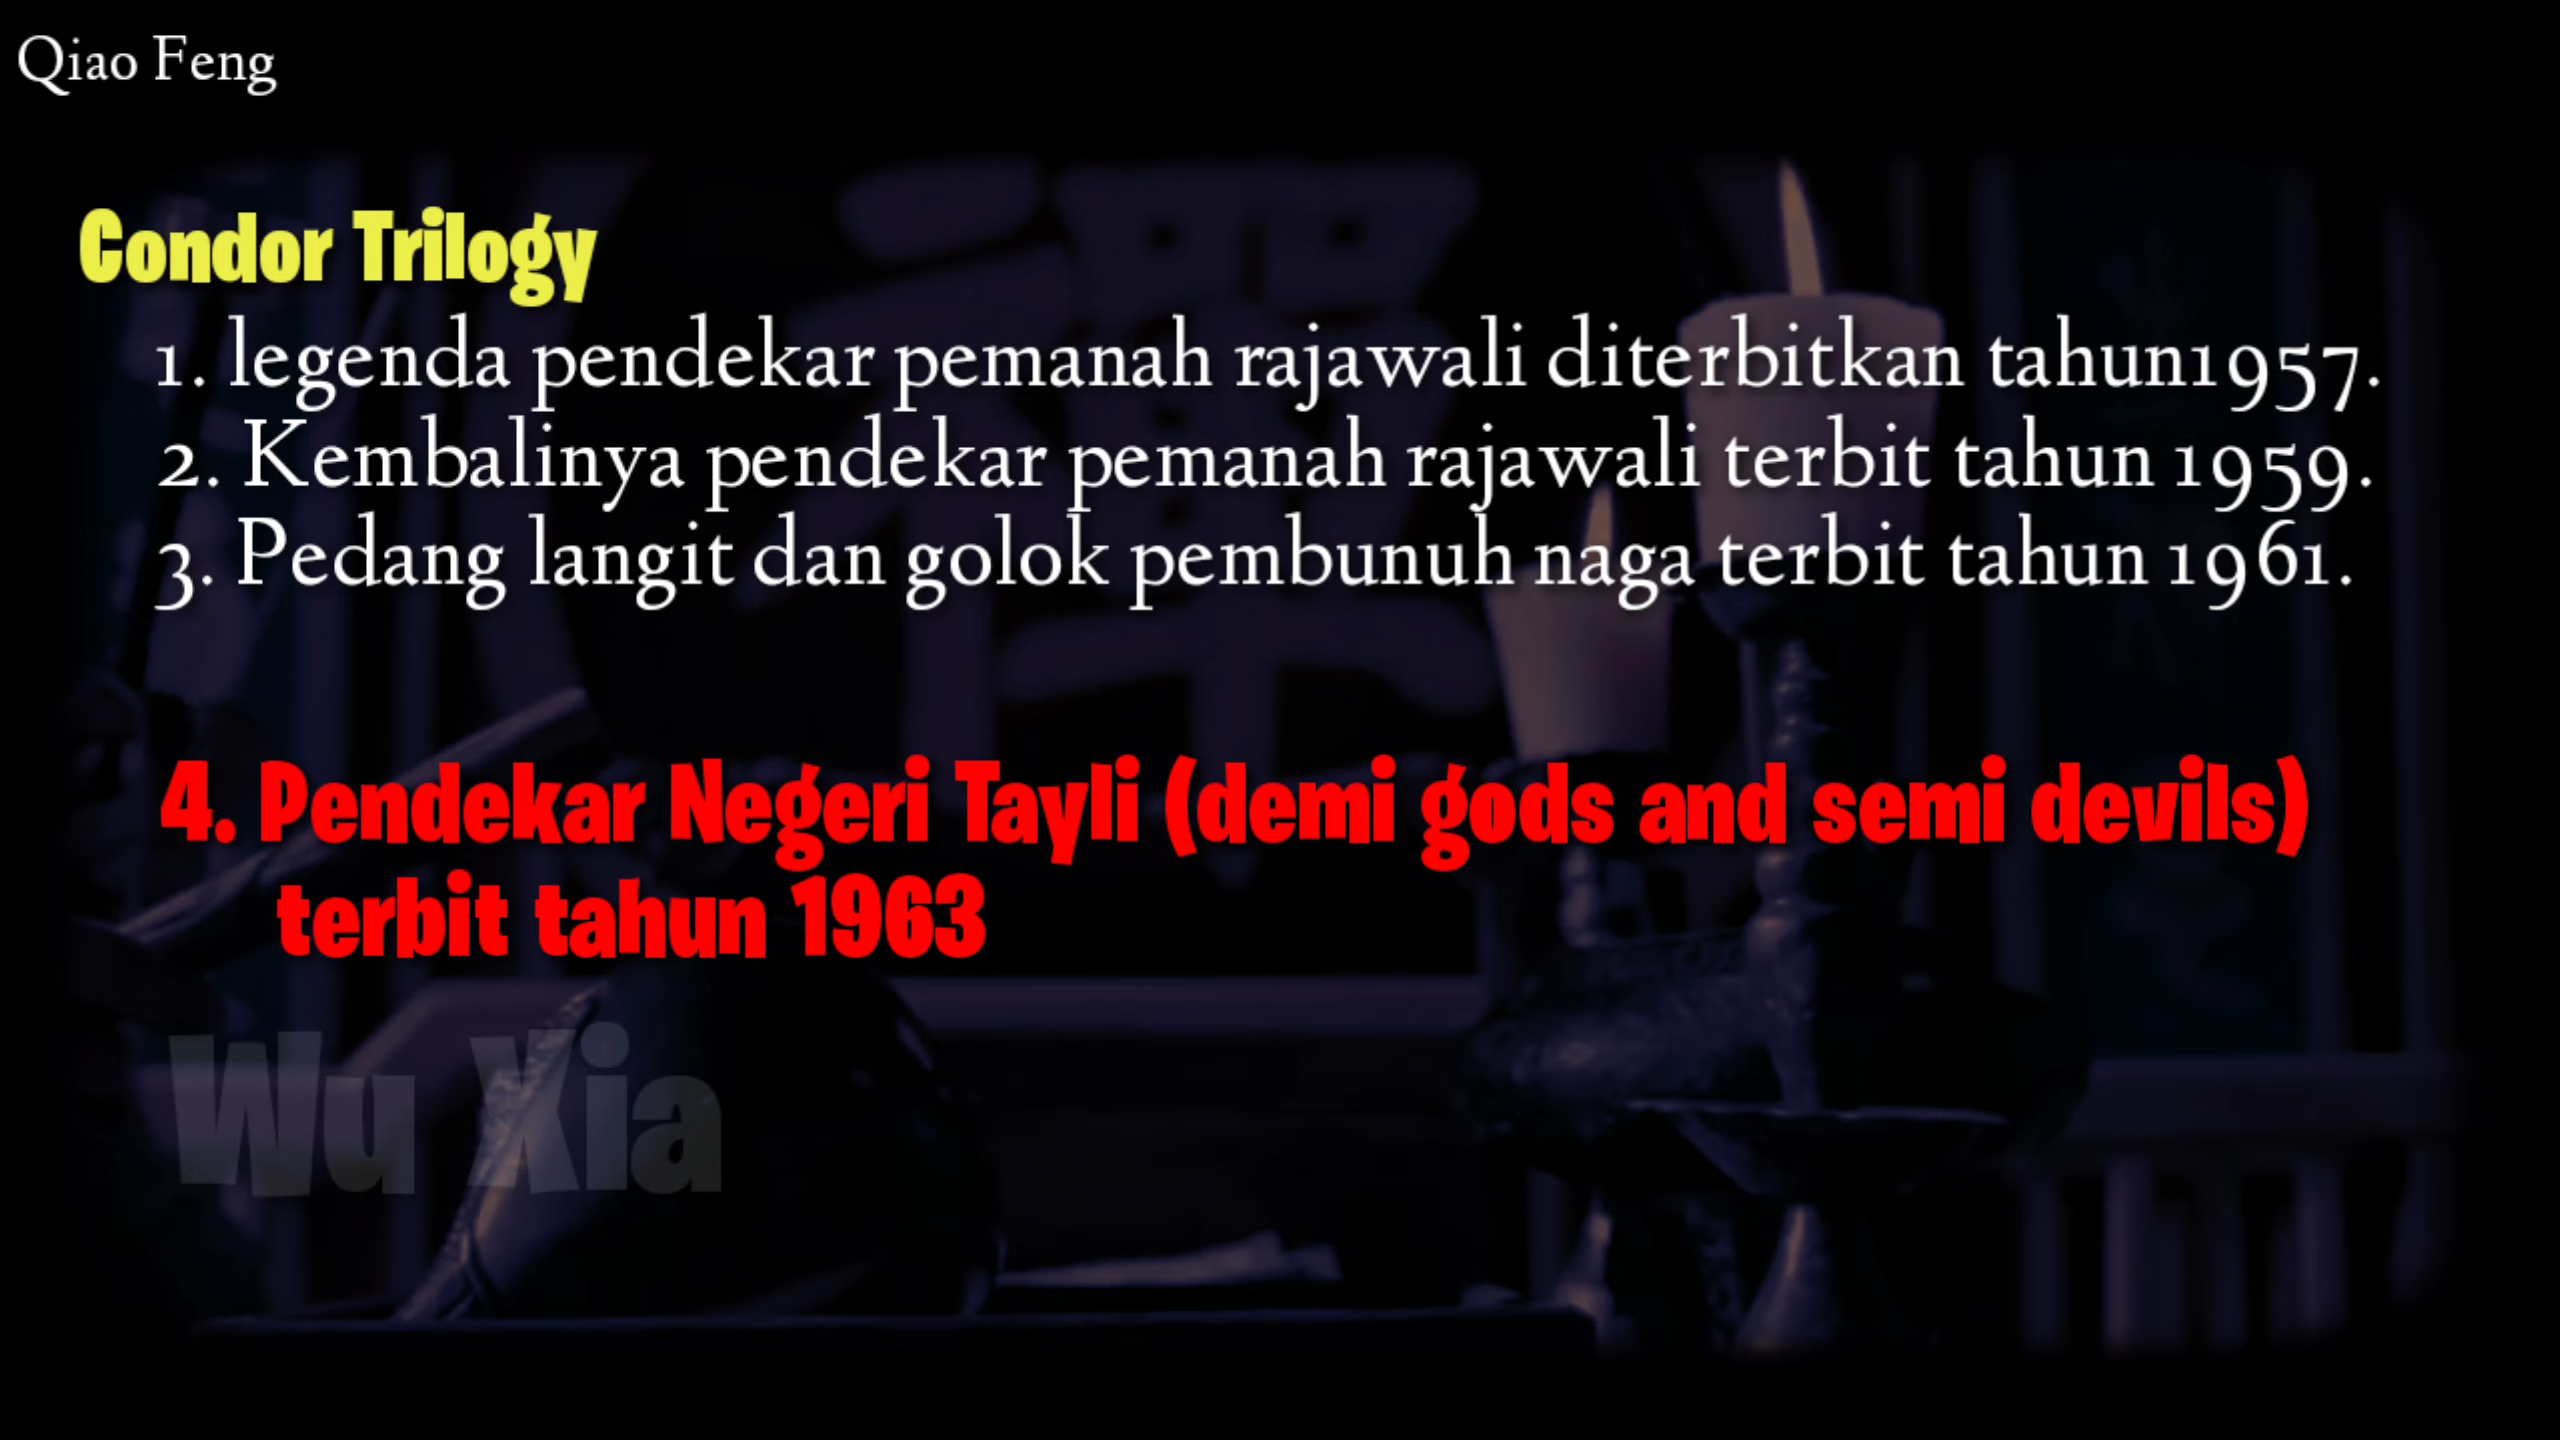 Qiao Feng
Condor Trilogy
1. legenda pendekar pemanah rajawali diterbitkan tahun1957.
2. Kembalinya pendekar pemanah rajawali terbit tahun 1959.
3. Pedang langit dan golok pembunuh naga terbit tahun 1961.
4. Pendekar Negeri Tayli (demi gods and semi devils)
terbit tahun 1963
Wu Xia